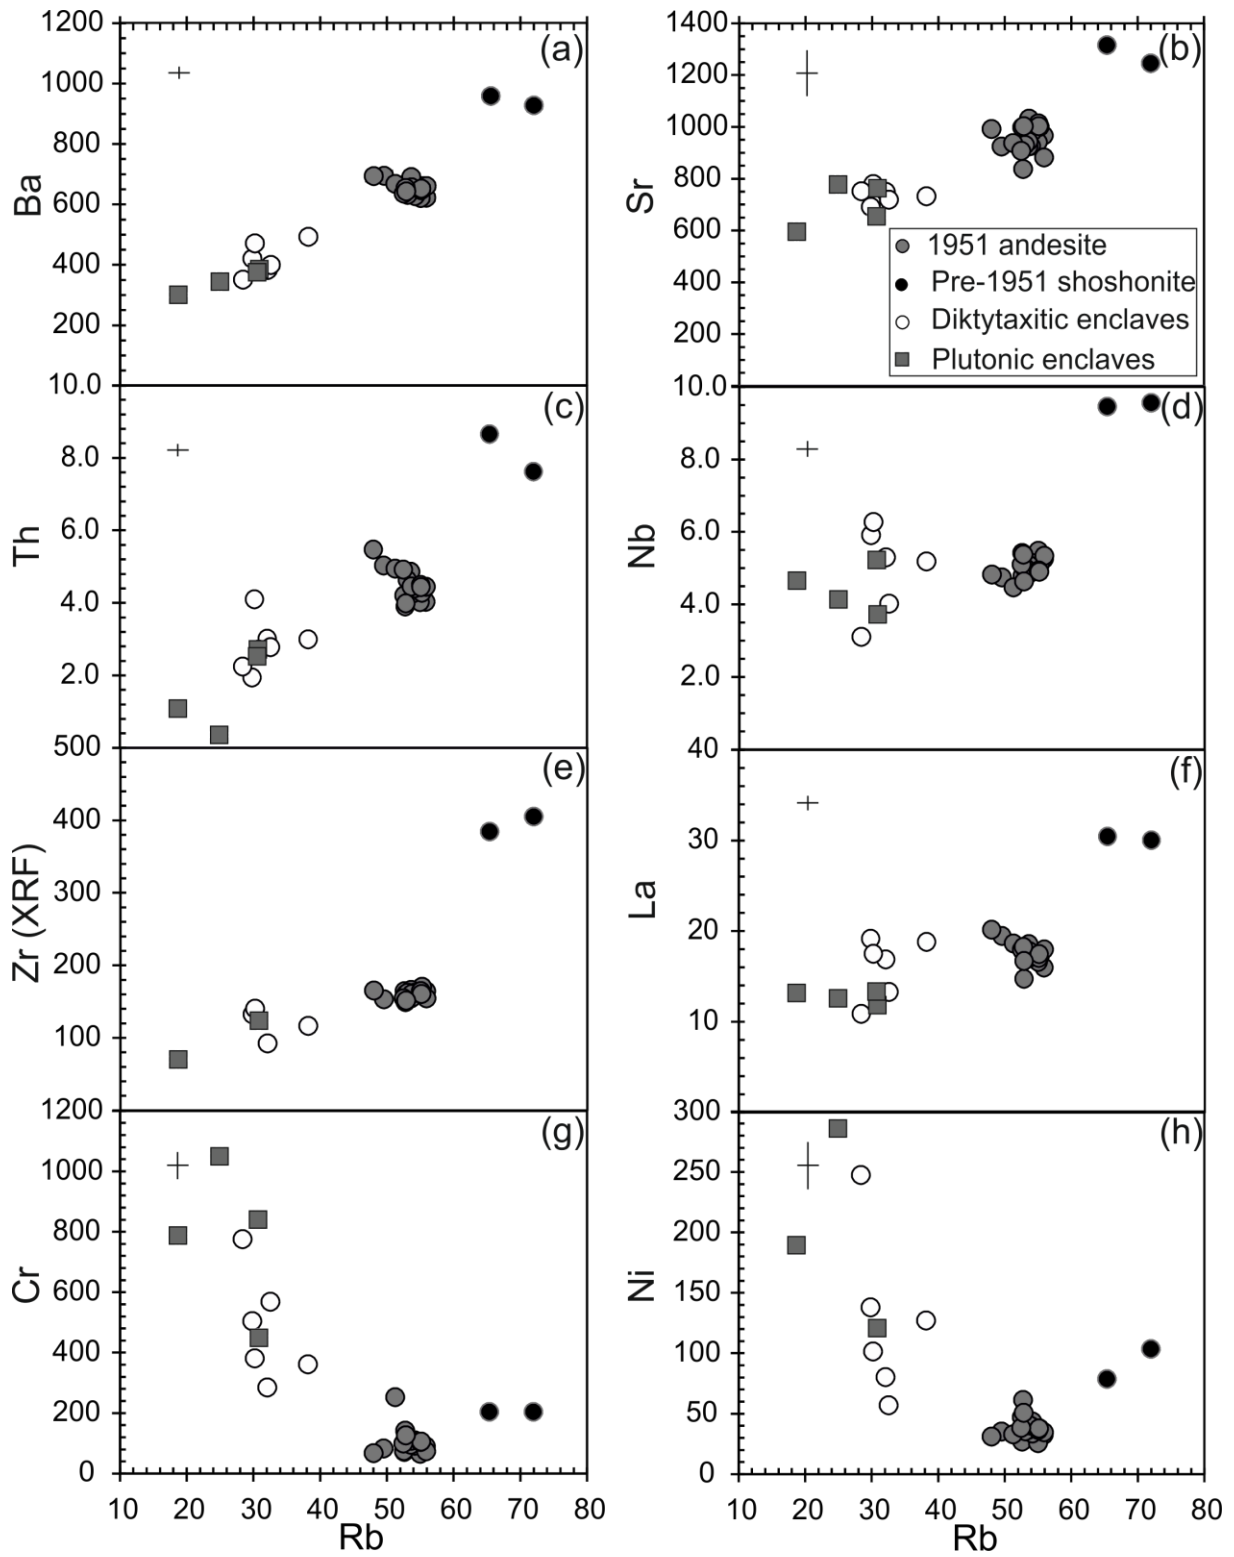 (a)
1200
1000
800
600
400
200
Ba
(b)
1400
1200
1000
800
600
400
200
Sr
1951 andesite
Pre-1951 shoshonite
Diktytaxitic enclaves
Plutonic enclaves
(c)
10.0
8.0
6.0
4.0
2.0
Th
(d)
10.0
8.0
6.0
4.0
2.0
Nb
(e)
500
400
300
200
100
Zr (XRF)
(f)
40
30
20
10
La
(g)
1200
1000
800
600
400
200
0
Cr
10 20 30 40 50 60 70 80
Rb
(h)
300
250
200
150
100
50
0
Ni
10 20 30 40 50 60 70 80
Rb